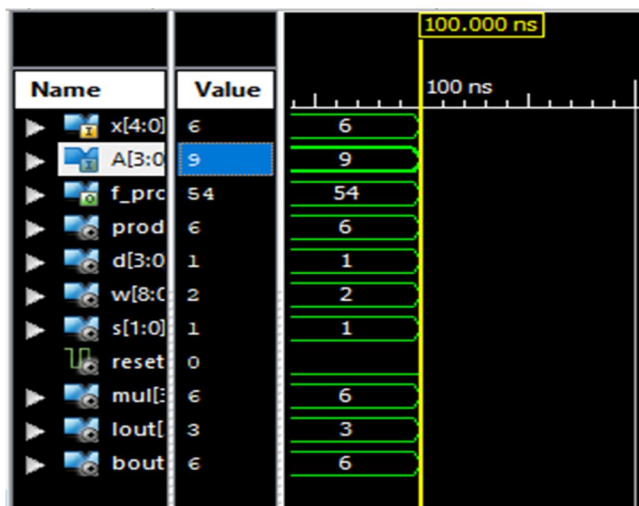 100.000 ns
Name Value 100 ns
x[4:0] 6 6
A[3:0 9 9
f_prc 54 54
prod 6 6
d[3:0 1 1
w[8:0 2 2
s[1:0] 1 1
reset 0
mul[3 6 6
lout[ 3 3
bout 6 6